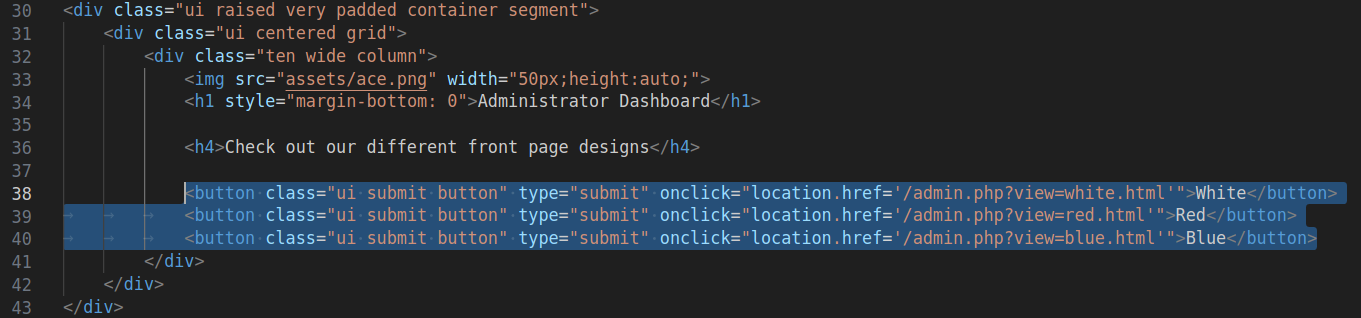 30 <div class="ui raised very padded container segment">
31 <div class="ui centered grid">
32 <div class="ten wide column">
33 <img src="assets/ace.png" width="50px;height:auto;">
34 <h1 style="margin-bottom: 0">Administrator Dashboard</h1>
35
36 <h4>Check out our different front page designs</h4>
37
38 <button class="ui submit button" type="submit" onclick="location.href='/admin.php?view=white.html'">White</button>
39 <button class="ui submit button" type="submit" onclick="location.href='/admin.php?view=red.html'">Red</button>
40 <button class="ui submit button" type="submit" onclick="location.href='/admin.php?view=blue.html'">Blue</button>
41 </div>
42 </div>
43 </div>